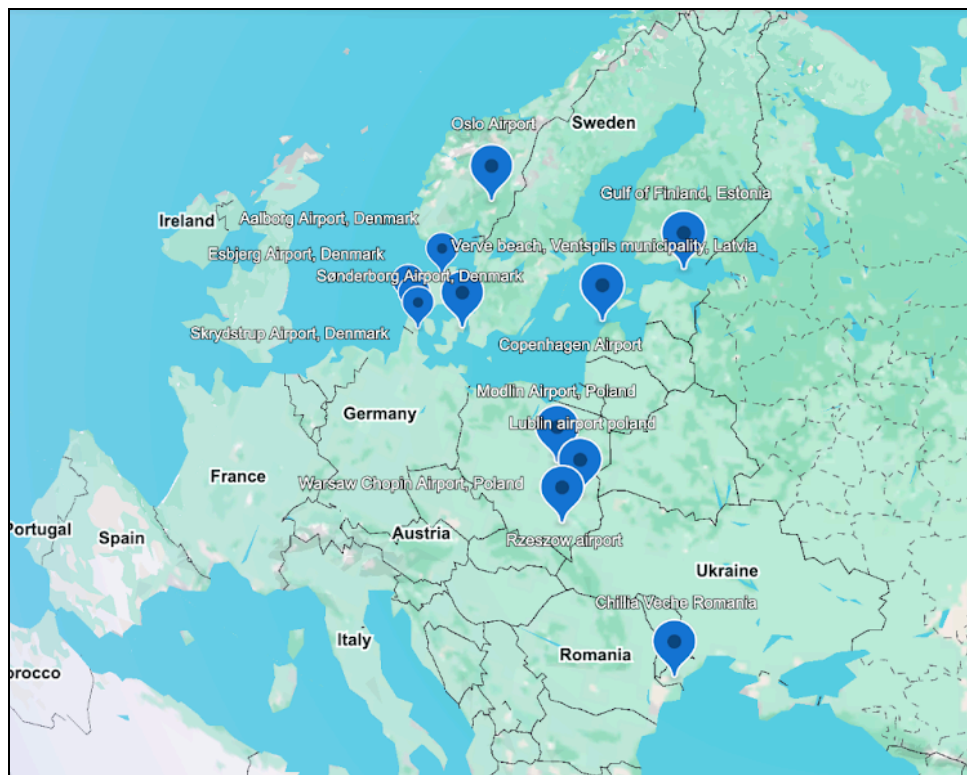 Oslo Airport
Sweden
Gulf of Finland, Estonia
Ireland
Aalborg Airport, Denmark
Verve beach, Ventspils municipality, Latvia
Esbjerg Airport, Denmark
Sønderborg Airport, Denmark
Skrydstrup Airport, Denmark
Copenhagen Airport
Modlin Airport, Poland
Germany
Lublin airport poland
France
Warsaw Chopin Airport, Poland
Portugal
Spain
Austria
Rzeszow airport
Ukraine
Chillia Veche Romania
Italy
Romania
orocco